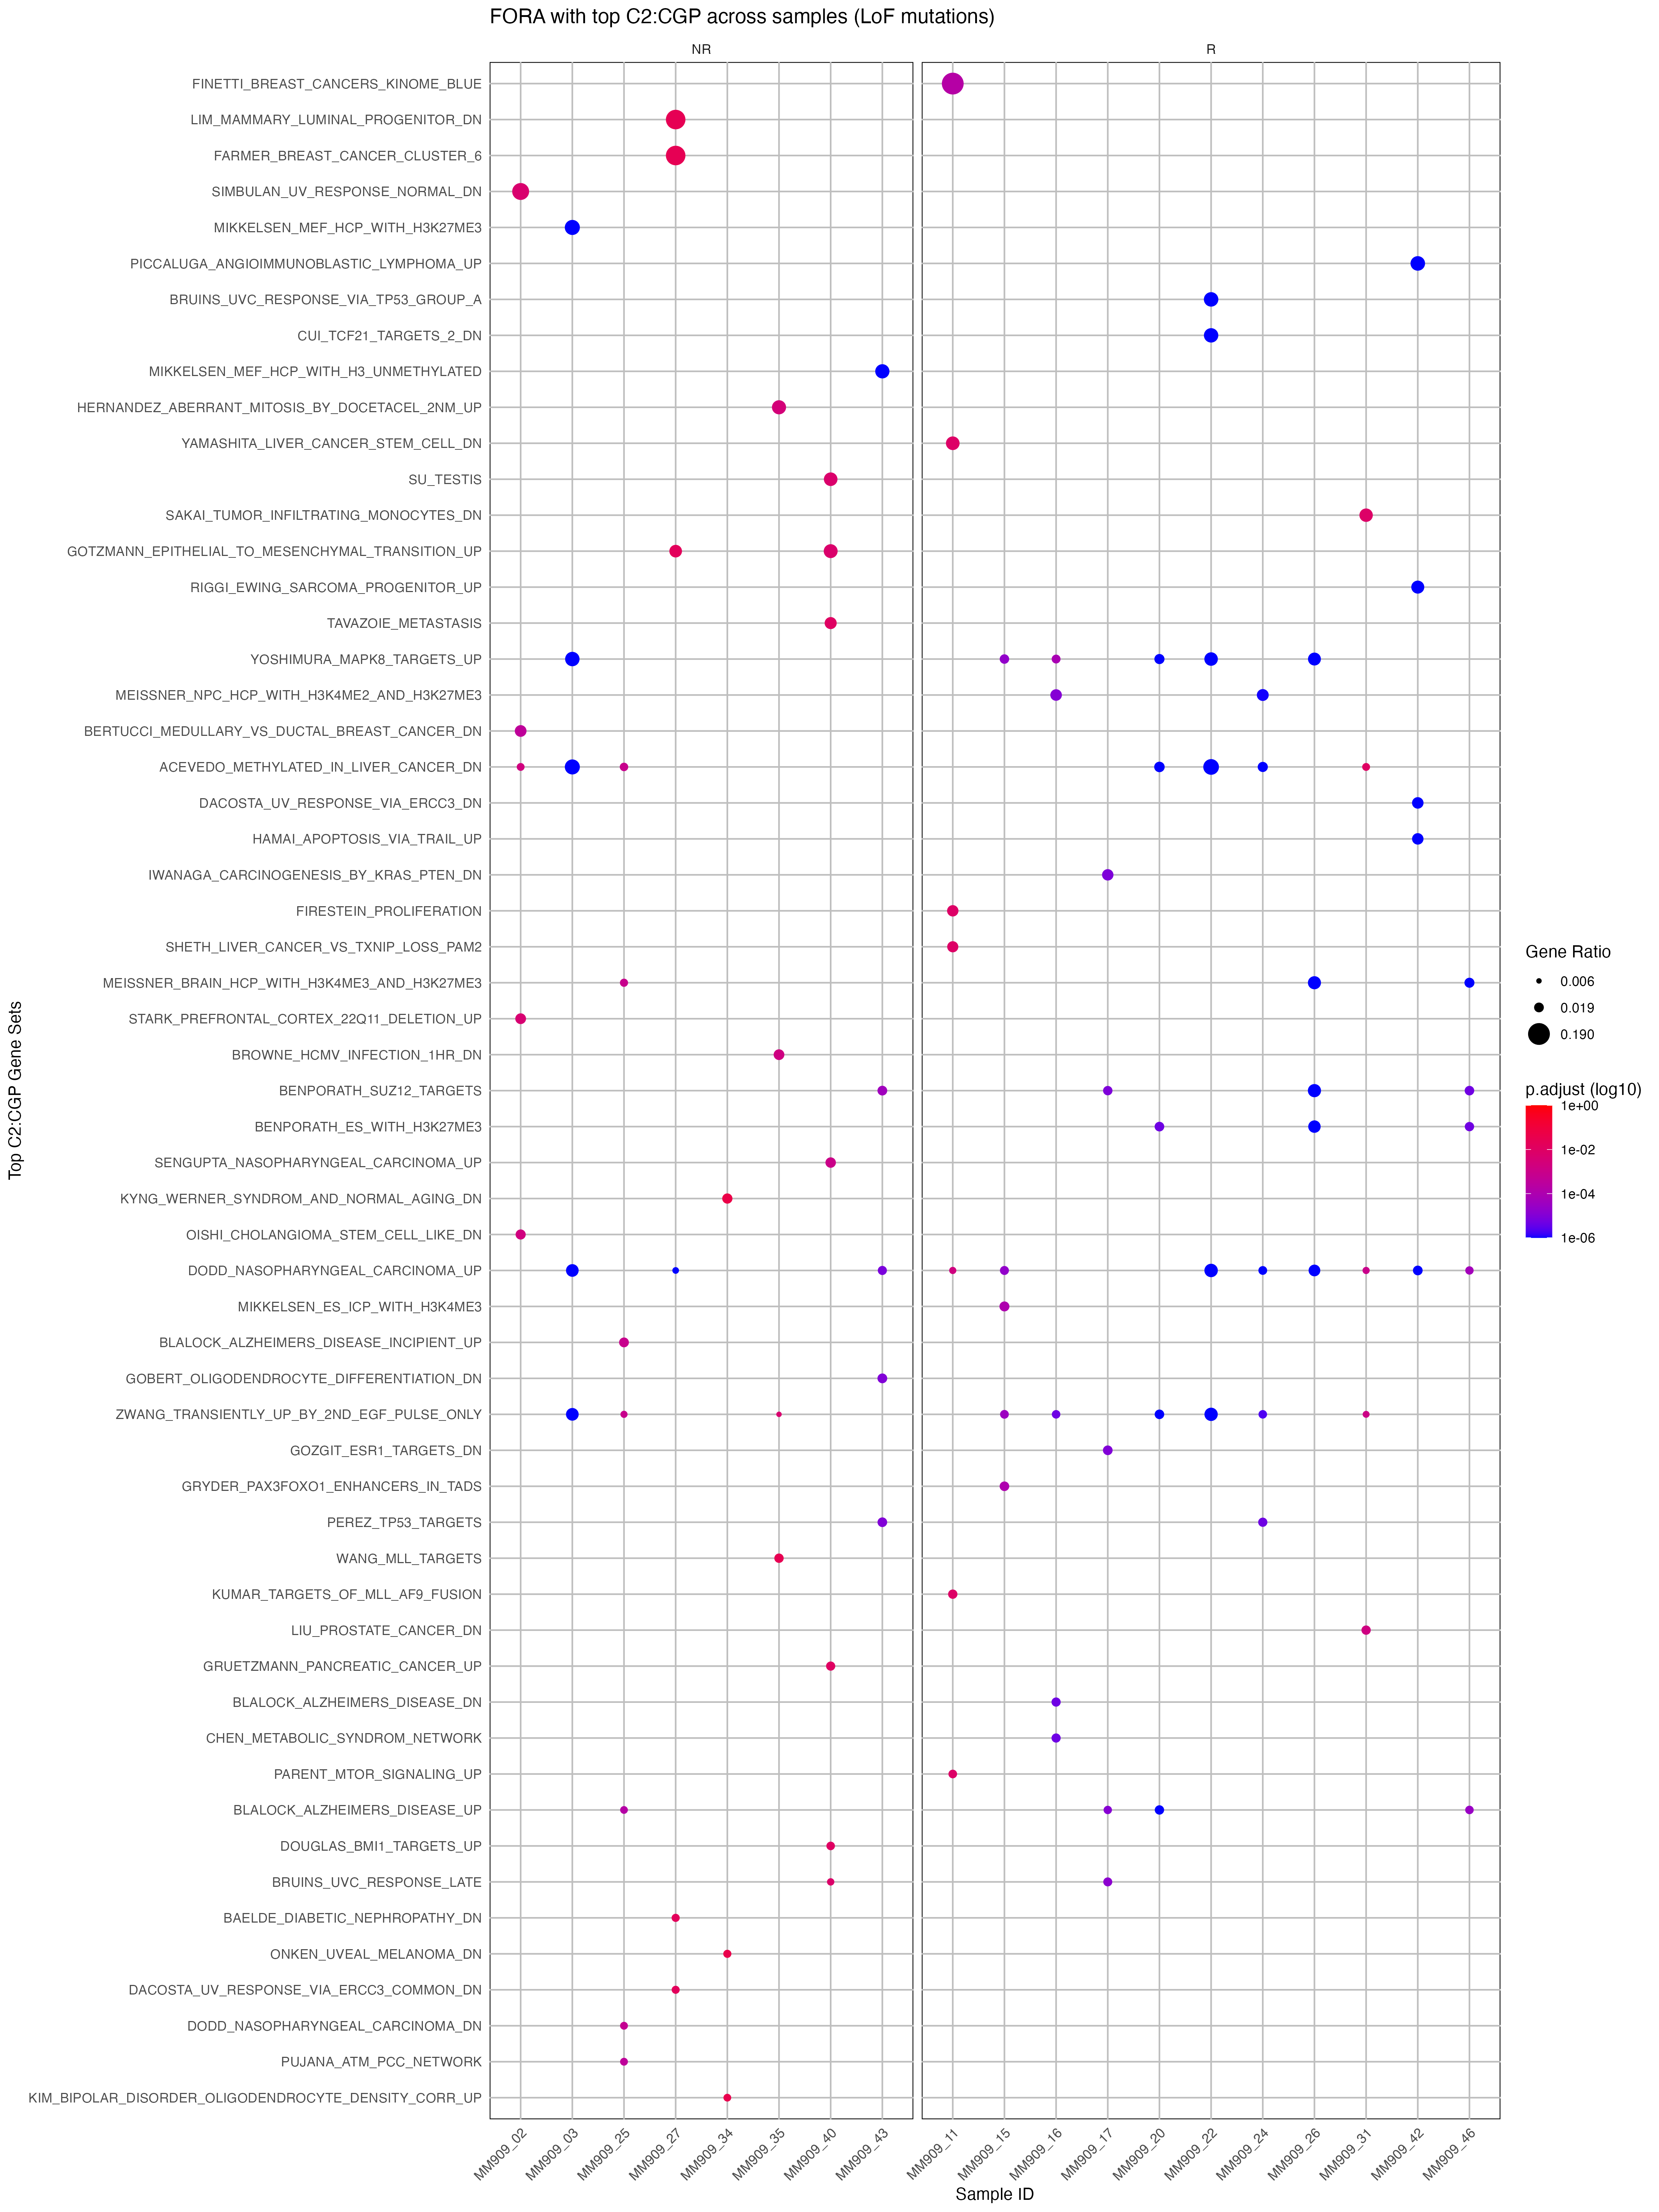 FORA with top C2:CGP across samples (LoF mutations)
NR
R
FINETTI_BREAST_CANCERS_KINOME_BLUE
LIM_MAMMARY_LUMINAL_PROGENITOR_DN
FARMER_BREAST_CANCER_CLUSTER_6
SIMBULAN_UV_RESPONSE_NORMAL_DN
MIKKELSEN_MEF_HCP_WITH_H3K27ME3
PICCALUGA_ANGIOIMMUNOBLASTIC_LYMPHOMA_UP
BRUINS_UVC_RESPONSE_VIA_TP53_GROUP_A
CUI_TCF21_TARGETS_2_DN
MIKKELSEN_MEF_HCP_WITH_H3_UNMETHYLATED
HERNANDEZ_ABERRANT_MITOSIS_BY_DOCETACEL_2NM_UP
YAMASHITA_LIVER_CANCER_STEM_CELL_DN
SU_TESTIS
SAKAI_TUMOR_INFILTRATING_MONOCYTES_DN
GOTZMANN_EPITHELIAL_TO_MESENCHYMAL_TRANSITION_UP
RIGGI_EWING_SARCOMA_PROGENITOR_UP
TAVAZOIE_METASTASIS
YOSHIMURA_MAPK8_TARGETS_UP
MEISSNER_NPC_HCP_WITH_H3K4ME2_AND_H3K27ME3
BERTUCCI_MEDULLARY_VS_DUCTAL_BREAST_CANCER_DN
ACEVEDO_METHYLATED_IN_LIVER_CANCER_DN
DACOSTA_UV_RESPONSE_VIA_ERCC3_DN
HAMAI_APOPTOSIS_VIA_TRAIL_UP
IWANAGA_CARCINOGENESIS_BY_KRAS_PTEN_DN
FIRESTEIN_PROLIFERATION
SHETH_LIVER_CANCER_VS_TXNIP_LOSS_PAM2
MEISSNER_BRAIN_HCP_WITH_H3K4ME3_AND_H3K27ME3
STARK_PREFRONTAL_CORTEX_22Q11_DELETION_UP
BROWNE_HCMV_INFECTION_1HR_DN
BENPORATH_SUZ12_TARGETS
BENPORATH_ES_WITH_H3K27ME3
SENGUPTA_NASOPHARYNGEAL_CARCINOMA_UP
KYNG_WERNER_SYNDROM_AND_NORMAL_AGING_DN
OISHI_CHOLANGIOMA_STEM_CELL_LIKE_DN
DODD_NASOPHARYNGEAL_CARCINOMA_UP
MIKKELSEN_ES_ICP_WITH_H3K4ME3
BLALOCK_ALZHEIMERS_DISEASE_INCIPIENT_UP
GOBERT_OLIGODENDROCYTE_DIFFERENTIATION_DN
ZWANG_TRANSIENTLY_UP_BY_2ND_EGF_PULSE_ONLY
GOZGIT_ESR1_TARGETS_DN
GRYDER_PAX3FOXO1_ENHANCERS_IN_TADS
PEREZ_TP53_TARGETS
WANG_MLL_TARGETS
KUMAR_TARGETS_OF_MLL_AF9_FUSION
LIU_PROSTATE_CANCER_DN
GRUETZMANN_PANCREATIC_CANCER_UP
BLALOCK_ALZHEIMERS_DISEASE_DN
CHEN_METABOLIC_SYNDROM_NETWORK
PARENT_MTOR_SIGNALING_UP
BLALOCK_ALZHEIMERS_DISEASE_UP
DOUGLAS_BMI1_TARGETS_UP
BRUINS_UVC_RESPONSE_LATE
BAELDE_DIABETIC_NEPHROPATHY_DN
ONKEN_UVEAL_MELANOMA_DN
DACOSTA_UV_RESPONSE_VIA_ERCC3_COMMON_DN
DODD_NASOPHARYNGEAL_CARCINOMA_DN
PUJANA_ATM_PCC_NETWORK
KIM_BIPOLAR_DISORDER_OLIGODENDROCYTE_DENSITY_CORR_UP
Top C2:CGP Gene Sets
MM909_02
MM909_03
MM909_25
MM909_27
MM909_34
MM909_35
MM909_40
MM909_43
MM909_11
MM909_15
MM909_16
MM909_17
MM909_20
MM909_22
MM909_24
MM909_26
MM909_31
MM909_42
MM909_46
Sample ID
Gene Ratio
0.006
0.019
0.190
p.adjust (log10)
1e+00
1e-02
1e-04
1e-06